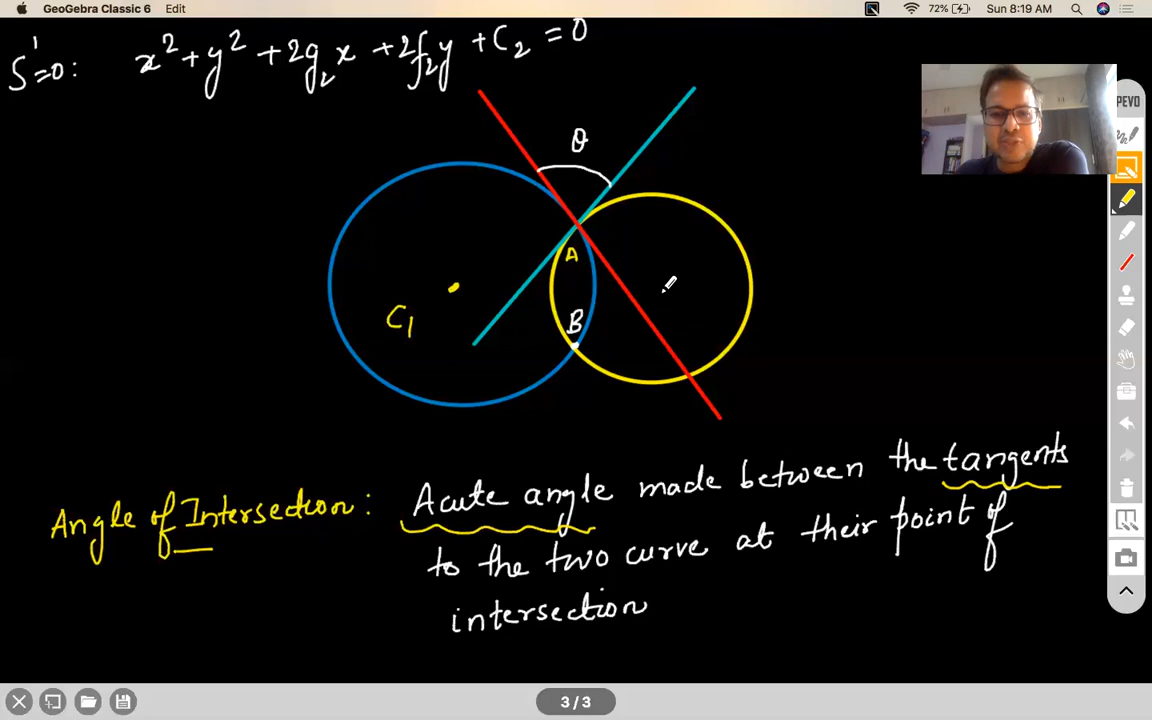 GeoGebra Classic 6 Edit 72% Sun 8:19 AM
S'=0: x² + y² + 2g₂x + 2f₂y + C₂ = 0
PEVO
θ
A
C₁
B
Angle of Intersection: Acute angle made between the tangents
to the two curve at their point of
intersection
3 / 3